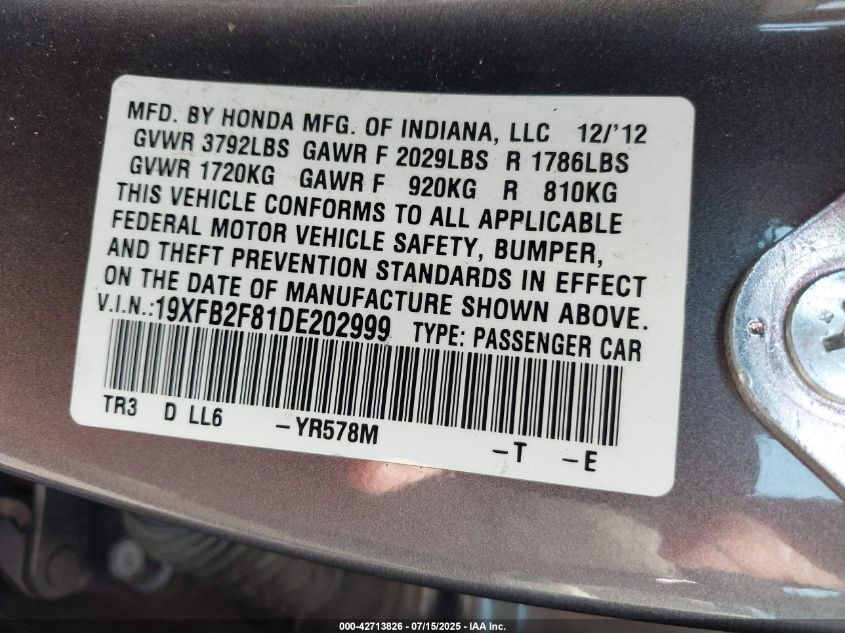 MFD. BY HONDA MFG. OF INDIANA, LLC 12/'12
GVWR 3792LBS GAWR F 2029LBS R 1786LBS
GVWR 1720KG GAWR F 920KG R 810KG
THIS VEHICLE CONFORMS TO ALL APPLICABLE
FEDERAL MOTOR VEHICLE SAFETY, BUMPER,
AND THEFT PREVENTION STANDARDS IN EFFECT
ON THE DATE OF MANUFACTURE SHOWN ABOVE.
V.I.N.:19XFB2F81DE202999 TYPE: PASSENGER CAR
TR3 D LL6 -YR578M -T -E
000-42713826 - 07/15/2025 - IAA Inc.